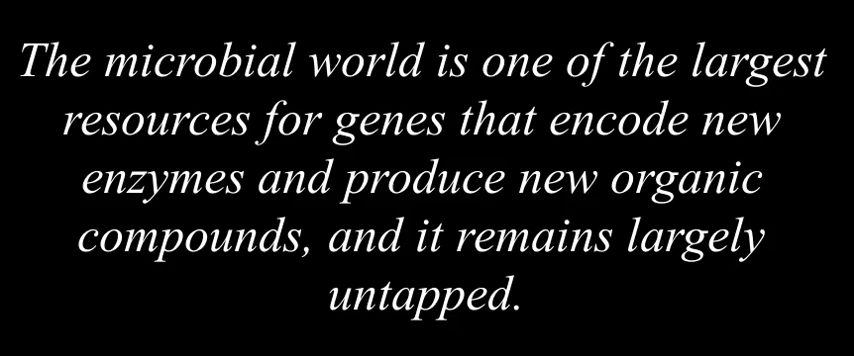 The microbial world is one of the largest
resources for genes that encode new
enzymes and produce new organic
compounds, and it remains largely
untapped.